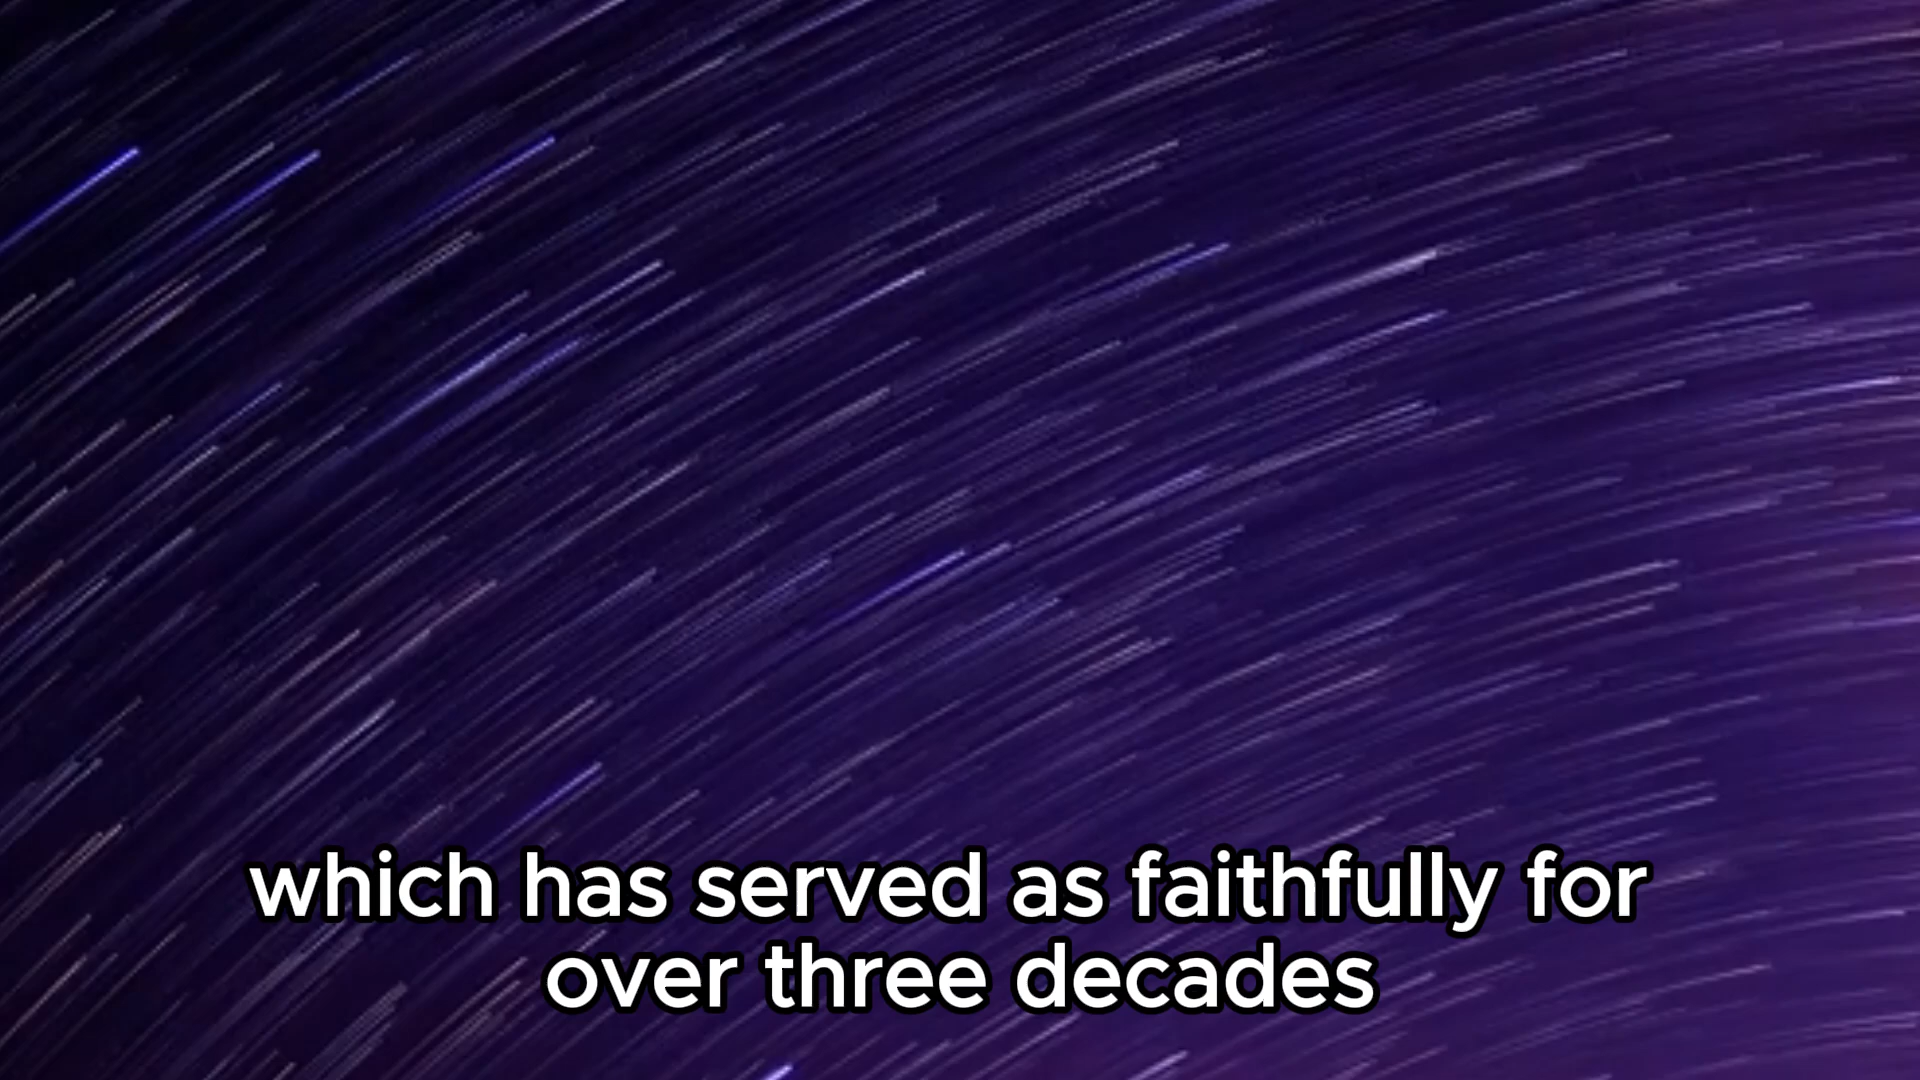 which has served as faithfully for
over three decades